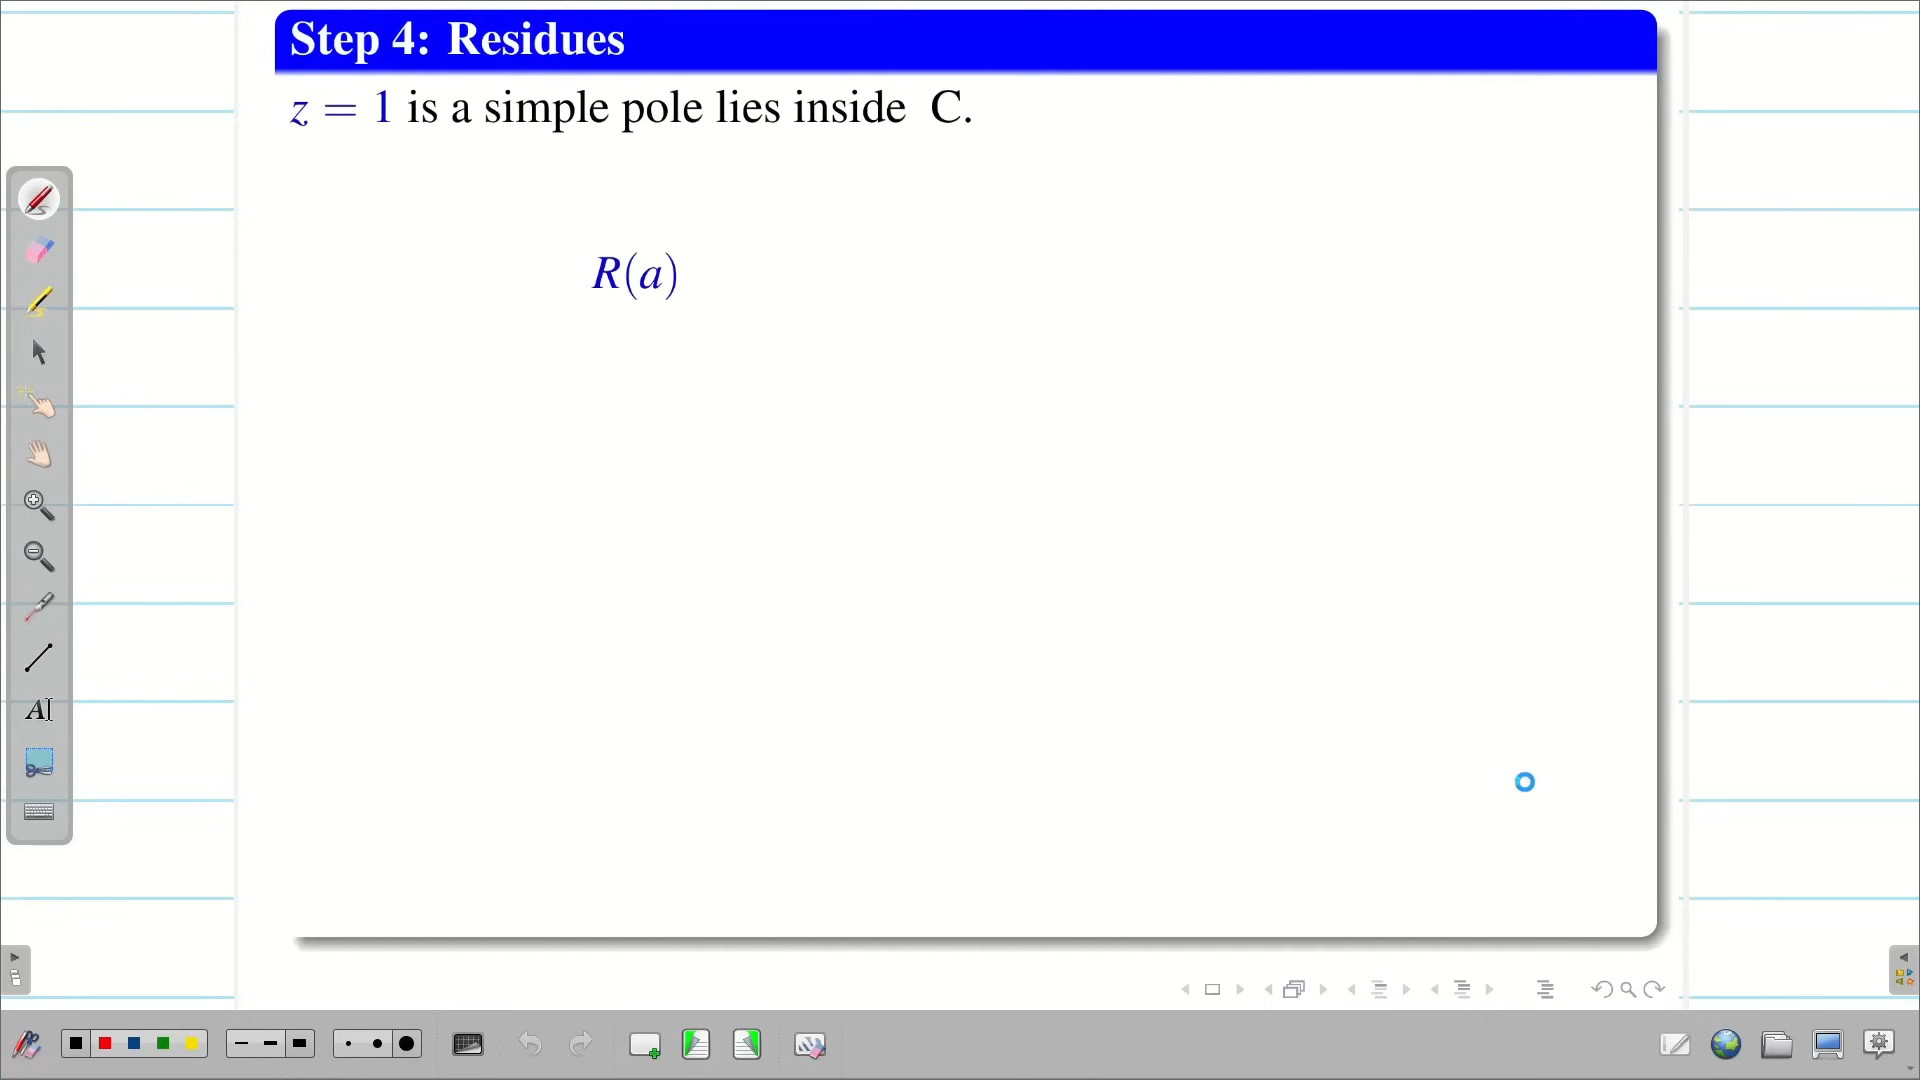 Step 4: Residues
z = 1 is a simple pole lies inside C.
R(a)